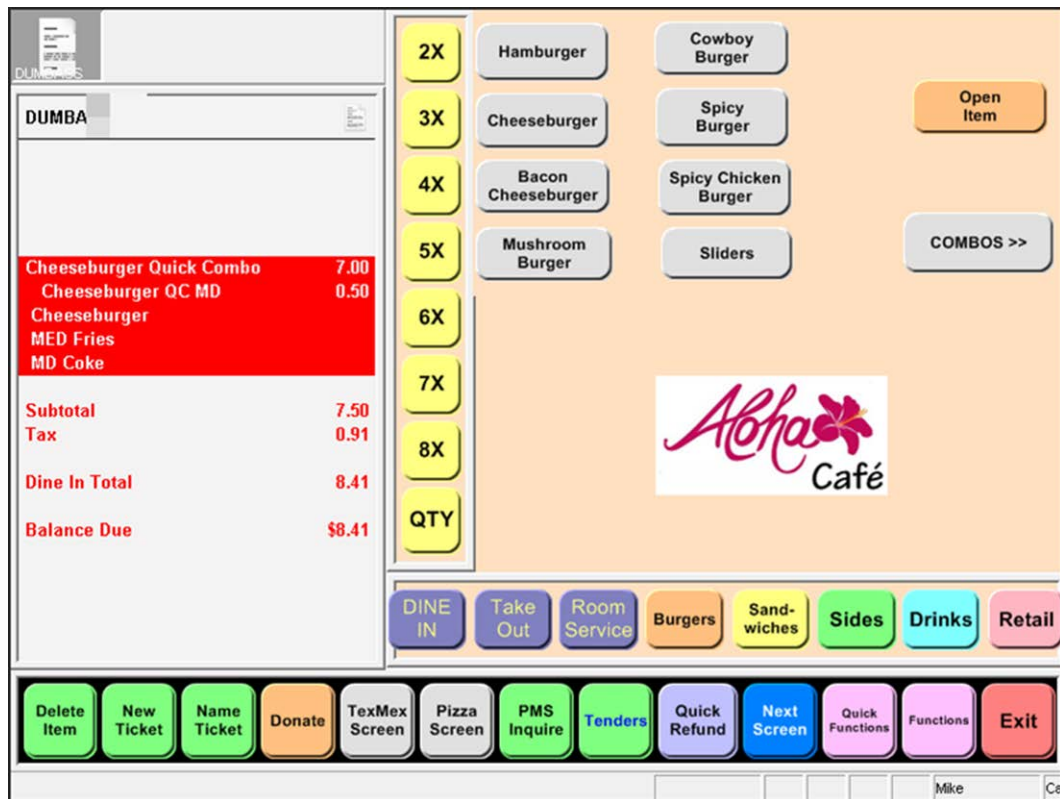 DUMBASS
DUMBA
Cheeseburger Quick Combo 7.00
Cheeseburger QC MD 0.50
Cheeseburger
MED Fries
MD Coke
Subtotal 7.50
Tax 0.91
Dine In Total 8.41
Balance Due $8.41
2X
3X
4X
5X
6X
7X
8X
QTY
Hamburger
Cowboy
Burger
Cheeseburger
Spicy
Burger
Bacon
Cheeseburger
Spicy Chicken
Burger
Mushroom
Burger
Sliders
Open
Item
COMBOS >>
Aloha
Café
DINE
IN
Take
Out
Room
Service
Burgers
Sand-
wiches
Sides
Drinks
Retail
Delete
Item
New
Ticket
Name
Ticket
Donate
TexMex
Screen
Pizza
Screen
PMS
Inquire
Tenders
Quick
Refund
Next
Screen
Quick
Functions
Functions
Exit
Mike